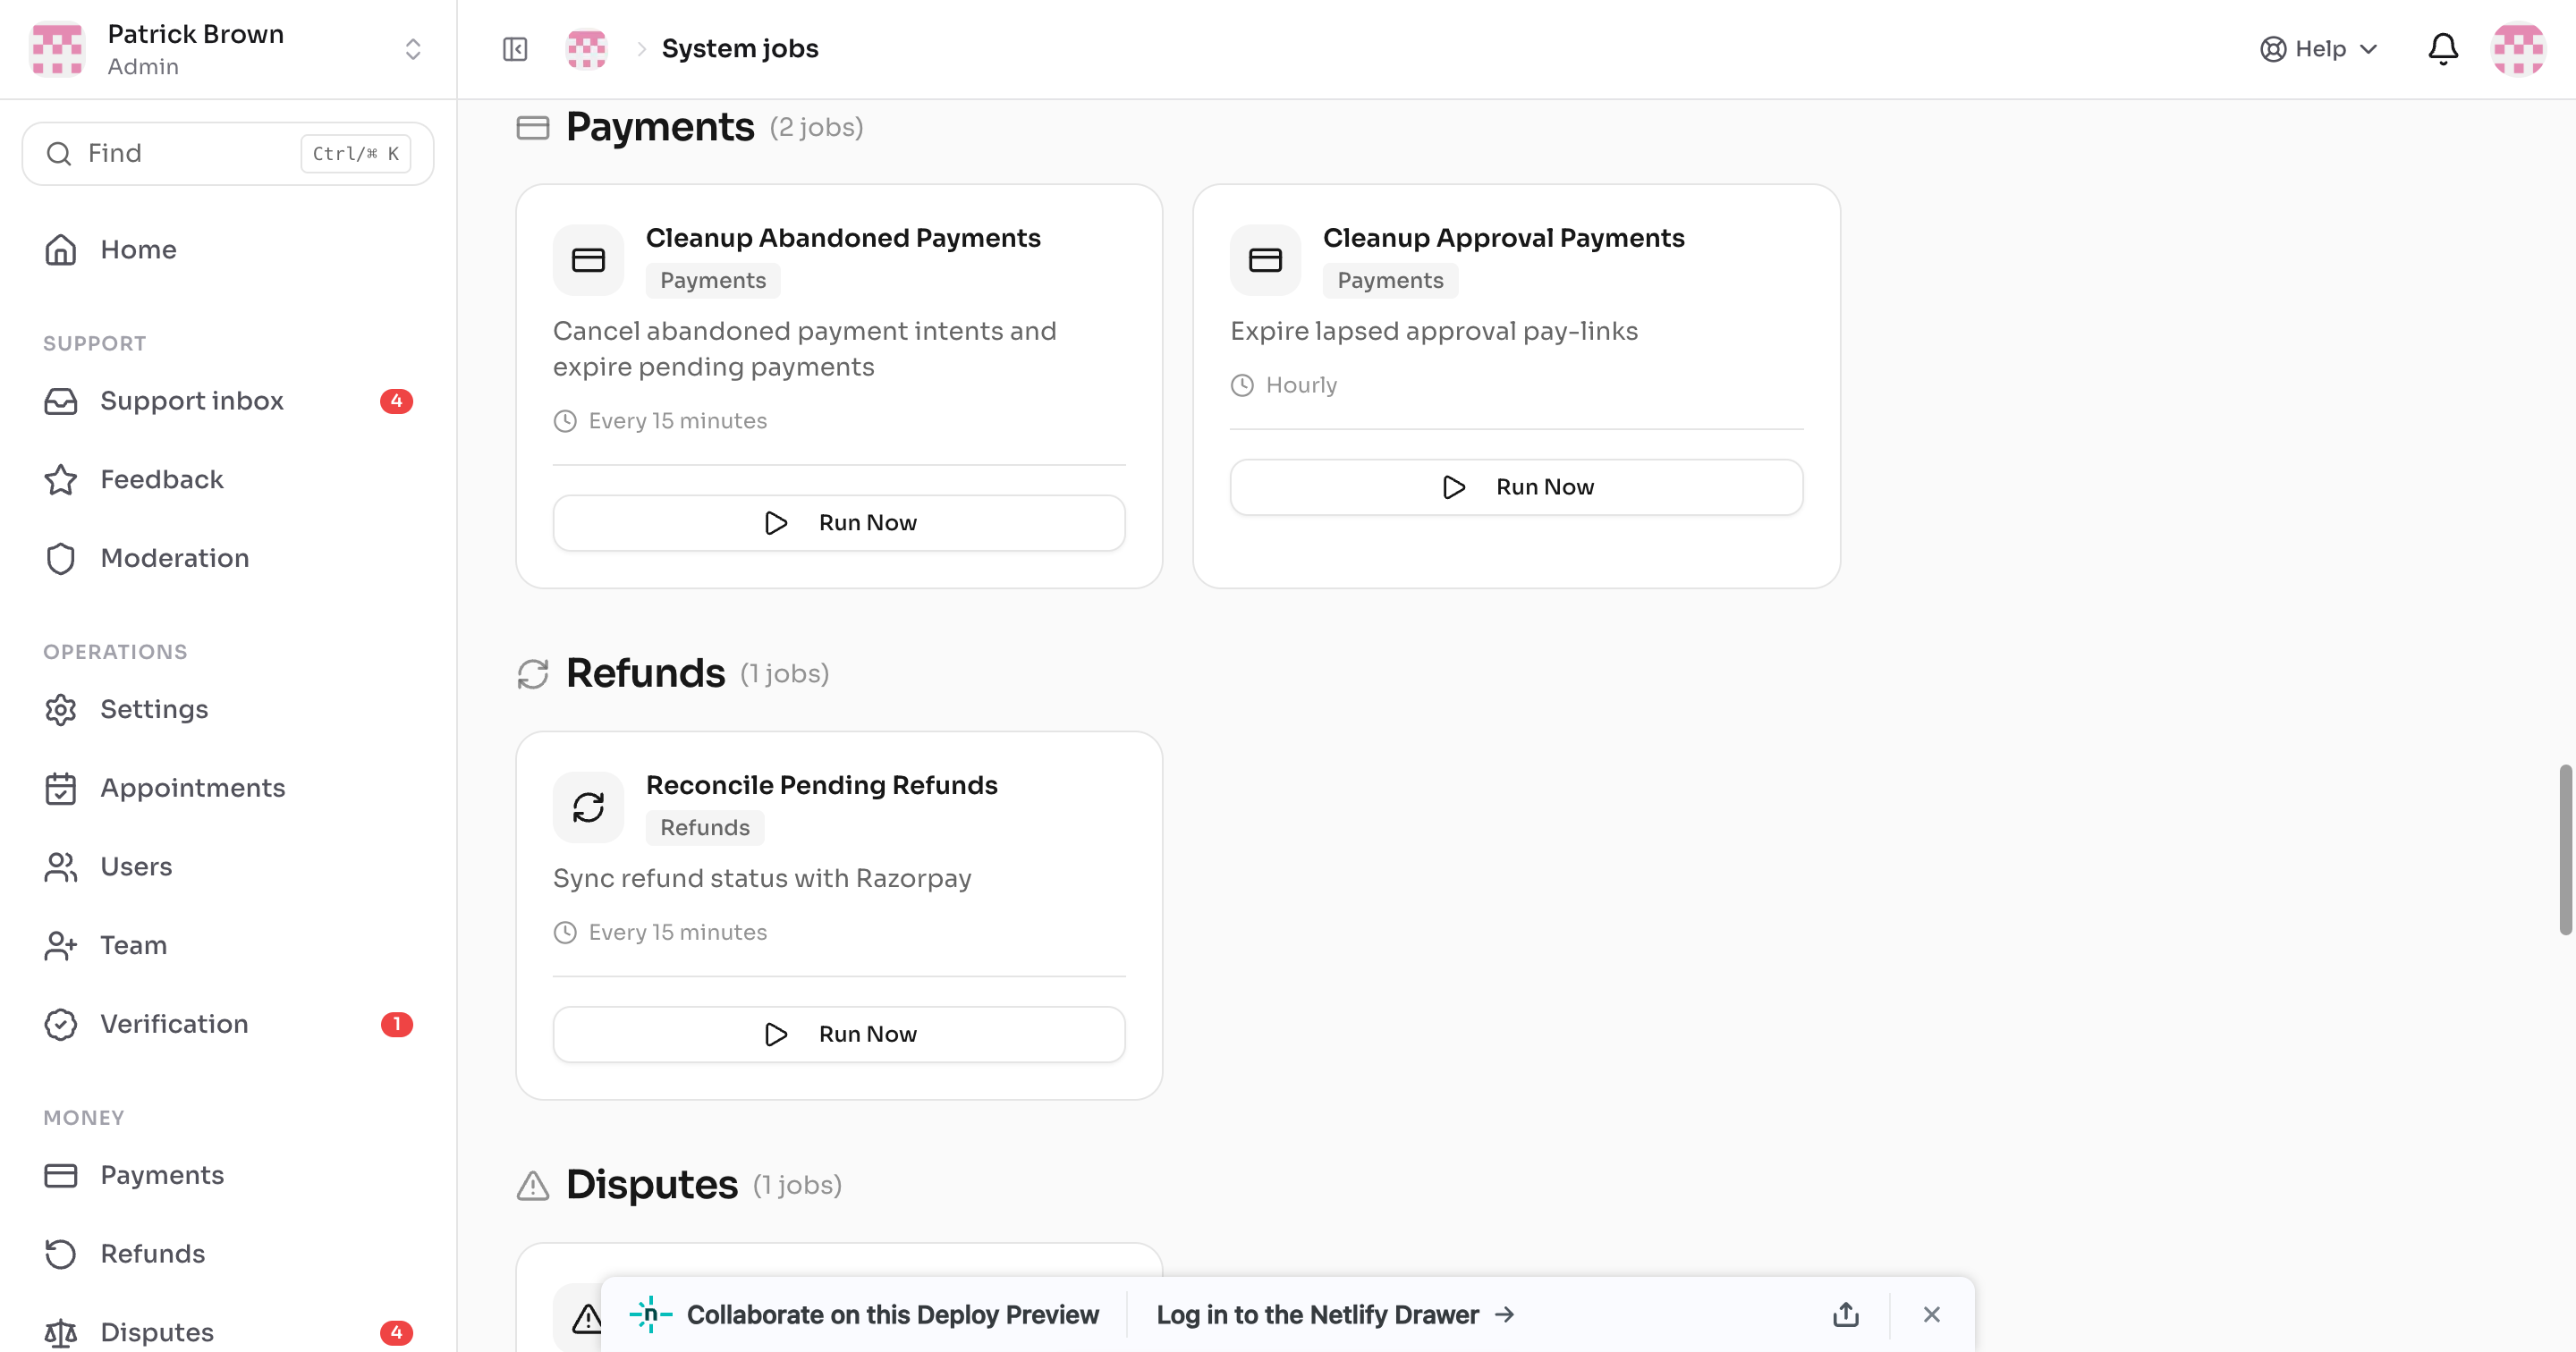 Patrick Brown
Admin
Find
Ctrl/⌘ K
Home
SUPPORT
Support inbox
4
Feedback
Moderation
OPERATIONS
Settings
Appointments
Users
Team
Verification
1
MONEY
Payments
Refunds
Disputes
4
System jobs
Help
Payments (2 jobs)
Cleanup Abandoned Payments
Payments
Cancel abandoned payment intents and
expire pending payments
Every 15 minutes
Run Now
Cleanup Approval Payments
Payments
Expire lapsed approval pay-links
Hourly
Run Now
Refunds (1 jobs)
Reconcile Pending Refunds
Refunds
Sync refund status with Razorpay
Every 15 minutes
Run Now
Disputes (1 jobs)
Collaborate on this Deploy Preview
Log in to the Netlify Drawer →